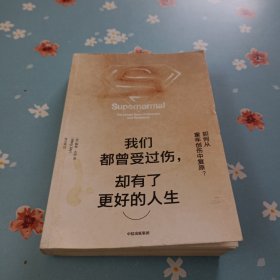 Supernormal
我们
都曾受过伤，
却有了
更好的人生
如何从
童年创伤中复原？
中信出版集团